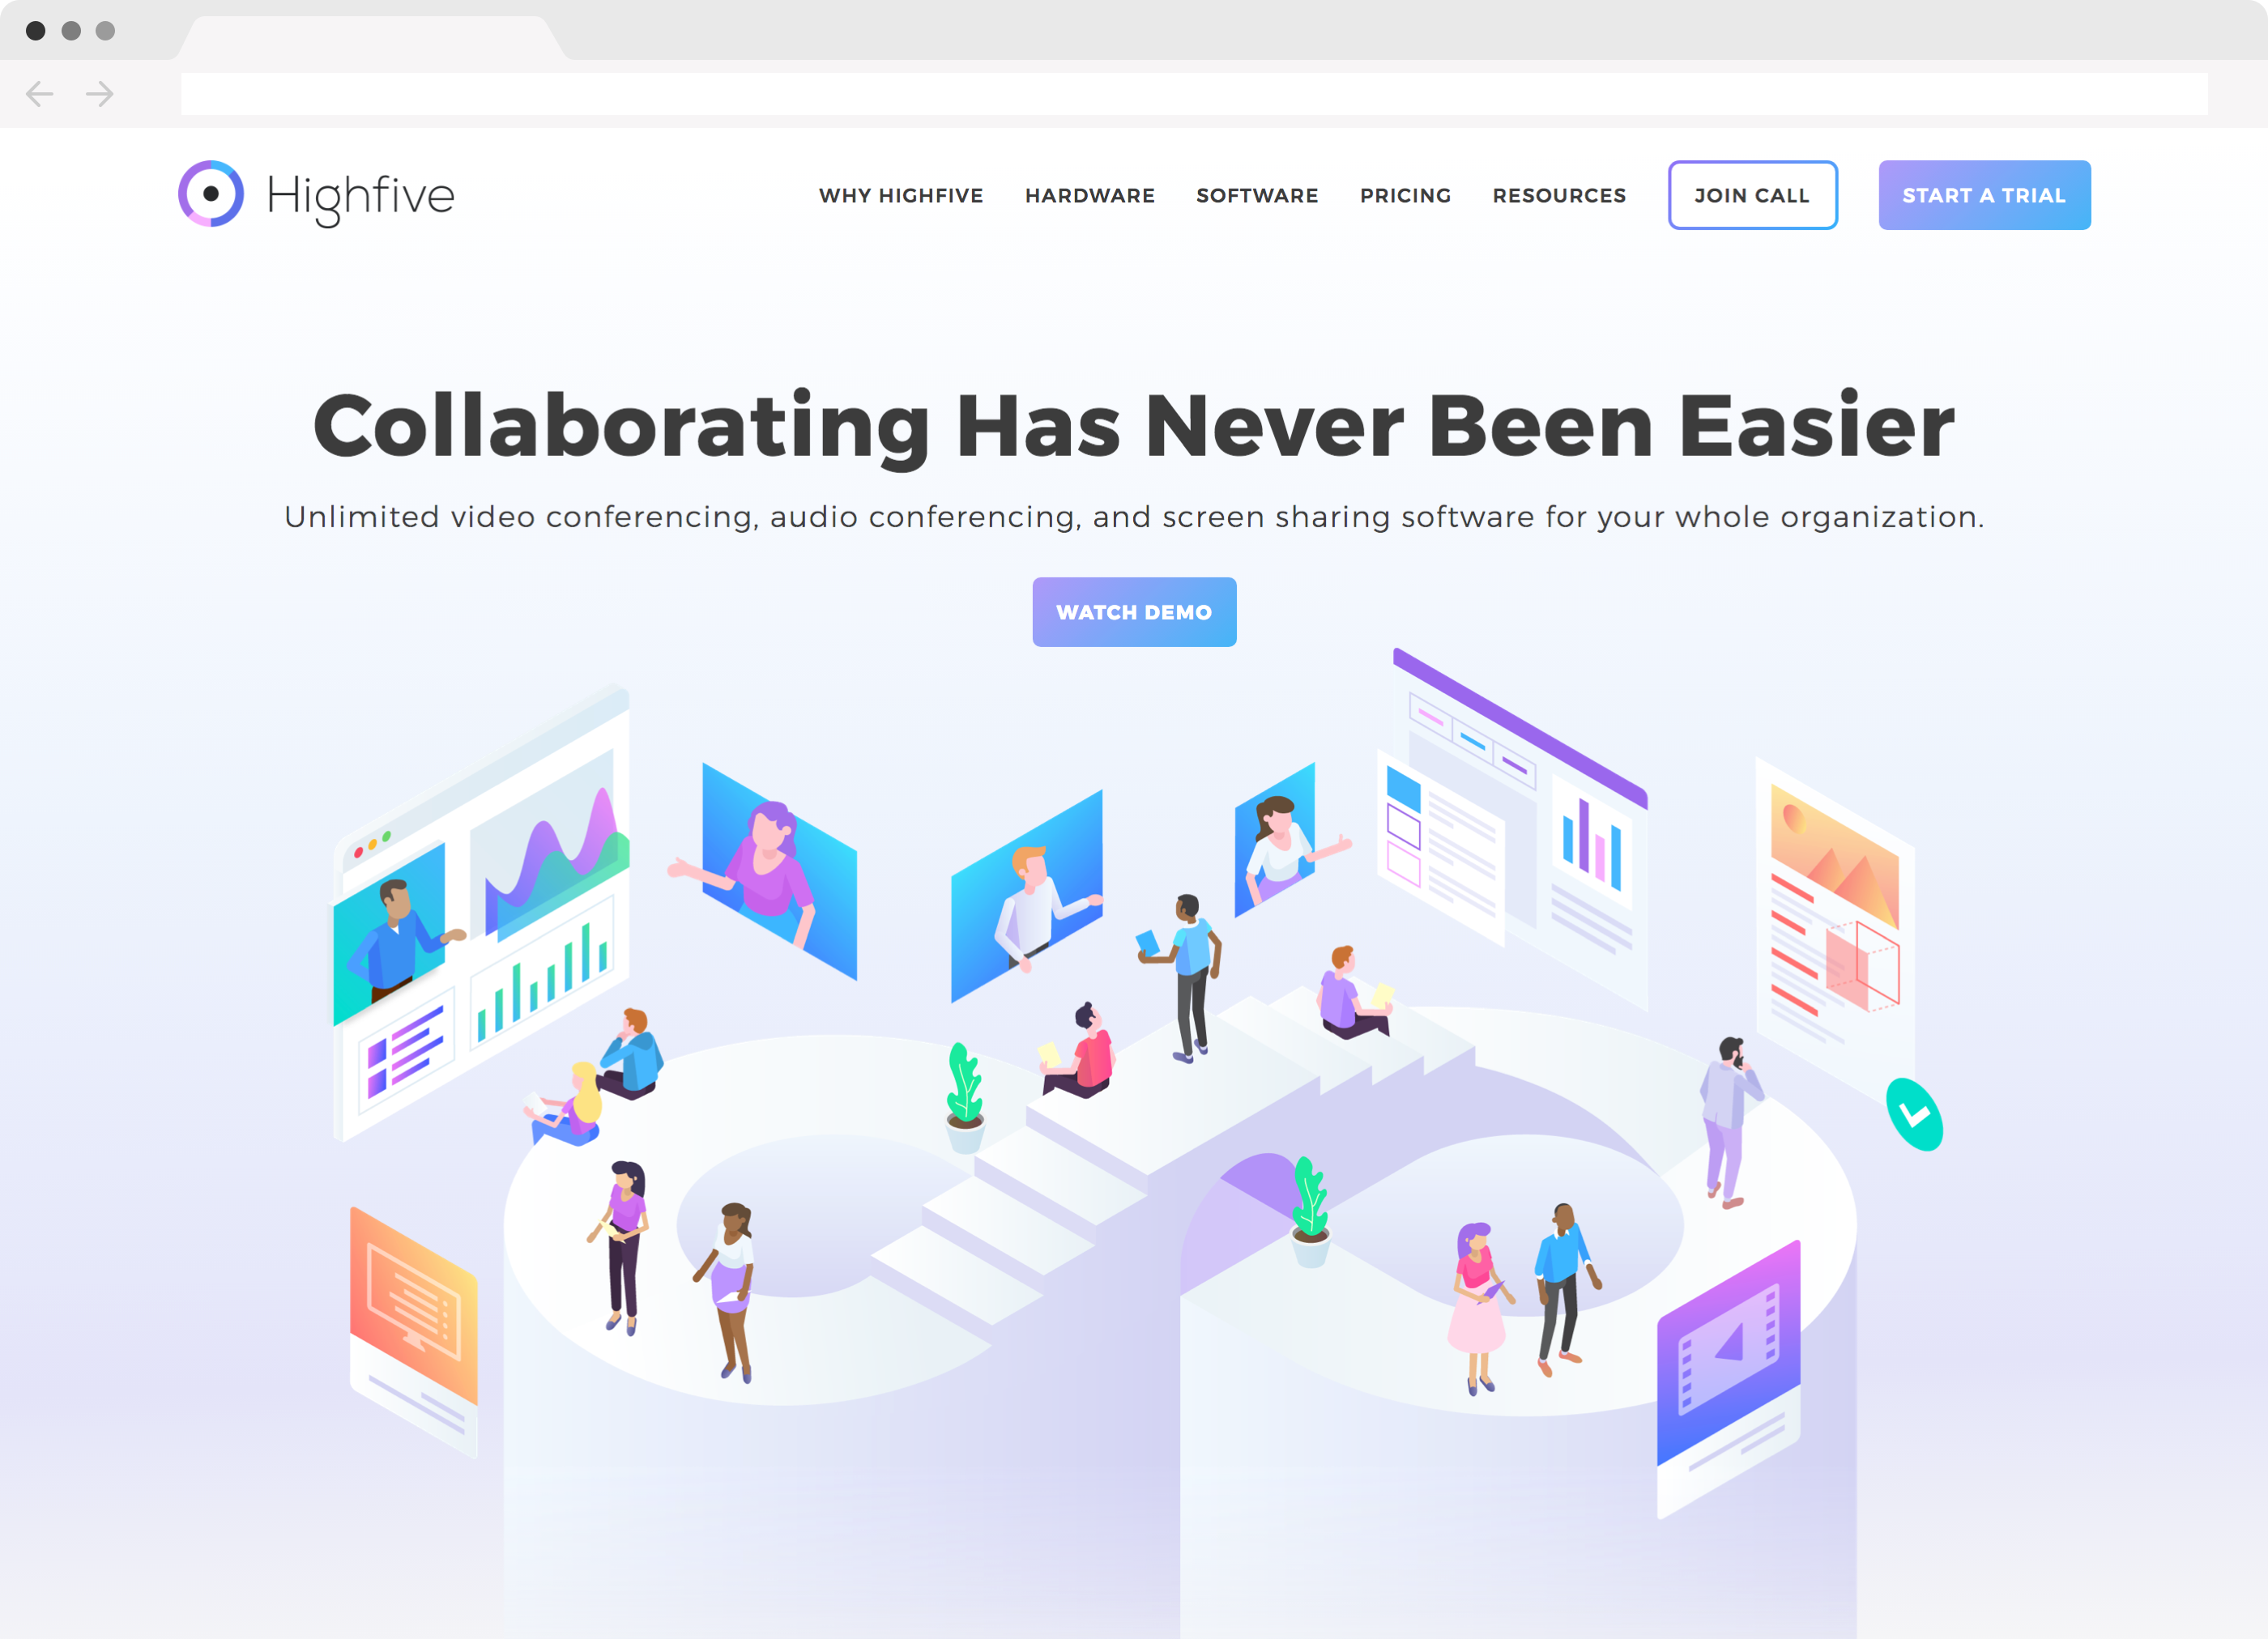 Highfive
WHY HIGHFIVE
HARDWARE
SOFTWARE
PRICING
RESOURCES
JOIN CALL
START A TRIAL
Collaborating Has Never Been Easier
Unlimited video conferencing, audio conferencing, and screen sharing software for your whole organization.
WATCH DEMO